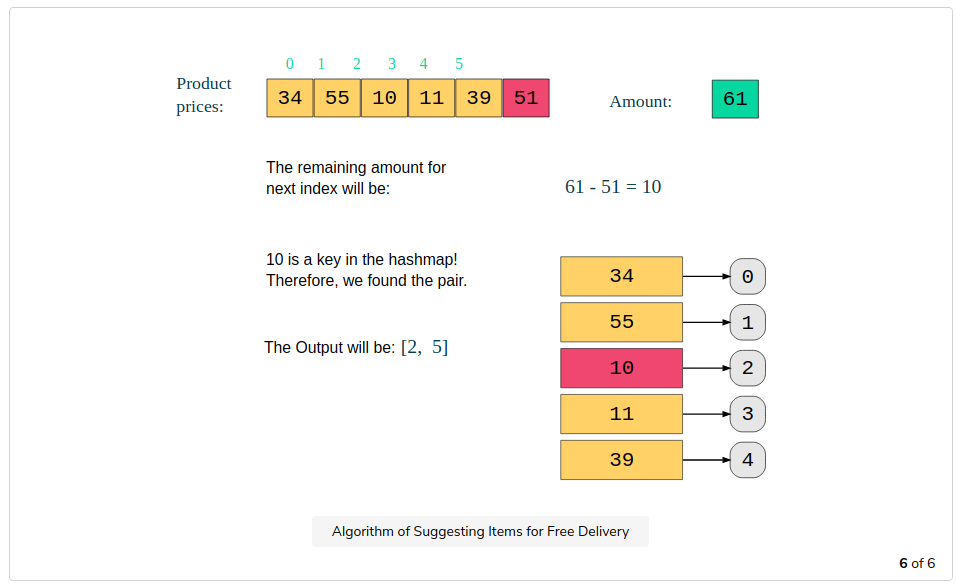 0 1 2 3 4 5
Product
prices:
34 55 10 11 39 51
Amount: 61
The remaining amount for
next index will be:
61 - 51 = 10
10 is a key in the hashmap!
Therefore, we found the pair.
The Output will be: [2, 5]
34 0
55 1
10 2
11 3
39 4
Algorithm of Suggesting Items for Free Delivery
6 of 6